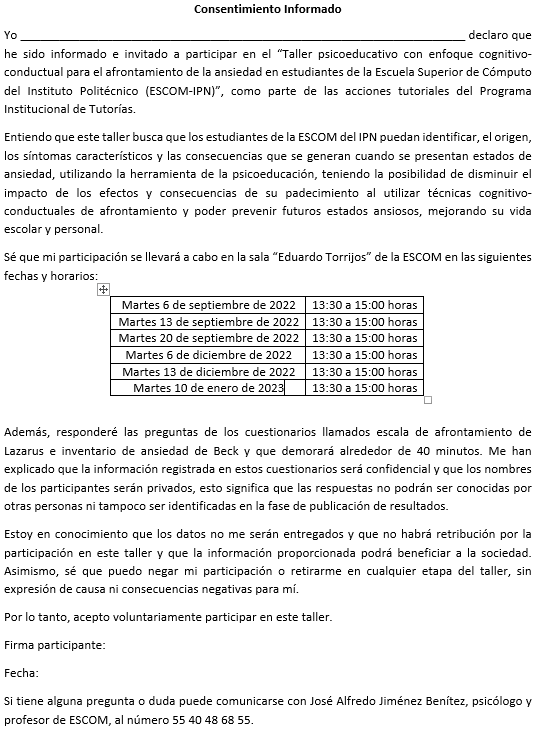 Consentimiento Informado
Yo ______________________________________________________________________ declaro que
he sido informado e invitado a participar en el “Taller psicoeducativo con enfoque cognitivo-
conductual para el afrontamiento de la ansiedad en estudiantes de la Escuela Superior de Cómputo
del Instituto Politécnico (ESCOM-IPN)”, como parte de las acciones tutoriales del Programa
Institucional de Tutorías.
Entiendo que este taller busca que los estudiantes de la ESCOM del IPN puedan identificar, el origen,
los síntomas característicos y las consecuencias que se generan cuando se presentan estados de
ansiedad, utilizando la herramienta de la psicoeducación, teniendo la posibilidad de disminuir el
impacto de los efectos y consecuencias de su padecimiento al utilizar técnicas cognitivo-
conductuales de afrontamiento y poder prevenir futuros estados ansiosos, mejorando su vida
escolar y personal.
Sé que mi participación se llevará a cabo en la sala “Eduardo Torrijos” de la ESCOM en las siguientes
fechas y horarios:
Martes 6 de septiembre de 2022 13:30 a 15:00 horas
Martes 13 de septiembre de 2022 13:30 a 15:00 horas
Martes 20 de septiembre de 2022 13:30 a 15:00 horas
Martes 6 de diciembre de 2022 13:30 a 15:00 horas
Martes 13 de diciembre de 2022 13:30 a 15:00 horas
Martes 10 de enero de 2023 13:30 a 15:00 horas
Además, responderé las preguntas de los cuestionarios llamados escala de afrontamiento de
Lazarus e inventario de ansiedad de Beck y que demorará alrededor de 40 minutos. Me han
explicado que la información registrada en estos cuestionarios será confidencial y que los nombres
de los participantes serán privados, esto significa que las respuestas no podrán ser conocidas por
otras personas ni tampoco ser identificadas en la fase de publicación de resultados.
Estoy en conocimiento que los datos no me serán entregados y que no habrá retribución por la
participación en este taller y que la información proporcionada podrá beneficiar a la sociedad.
Asimismo, sé que puedo negar mi participación o retirarme en cualquier etapa del taller, sin
expresión de causa ni consecuencias negativas para mí.
Por lo tanto, acepto voluntariamente participar en este taller.
Firma participante:
Fecha:
Si tiene alguna pregunta o duda puede comunicarse con José Alfredo Jiménez Benítez, psicólogo y
profesor de ESCOM, al número 55 40 48 68 55.